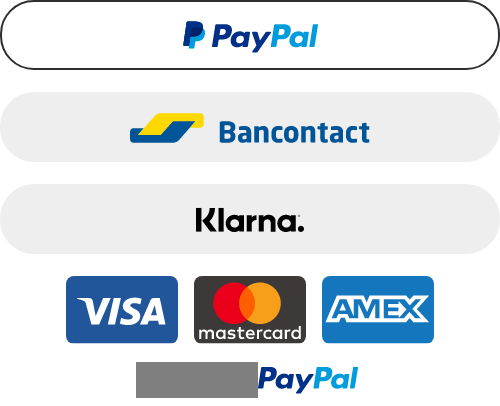 PayPal
Bancontact
Klarna.
VISA mastercard AMEX
PayPal